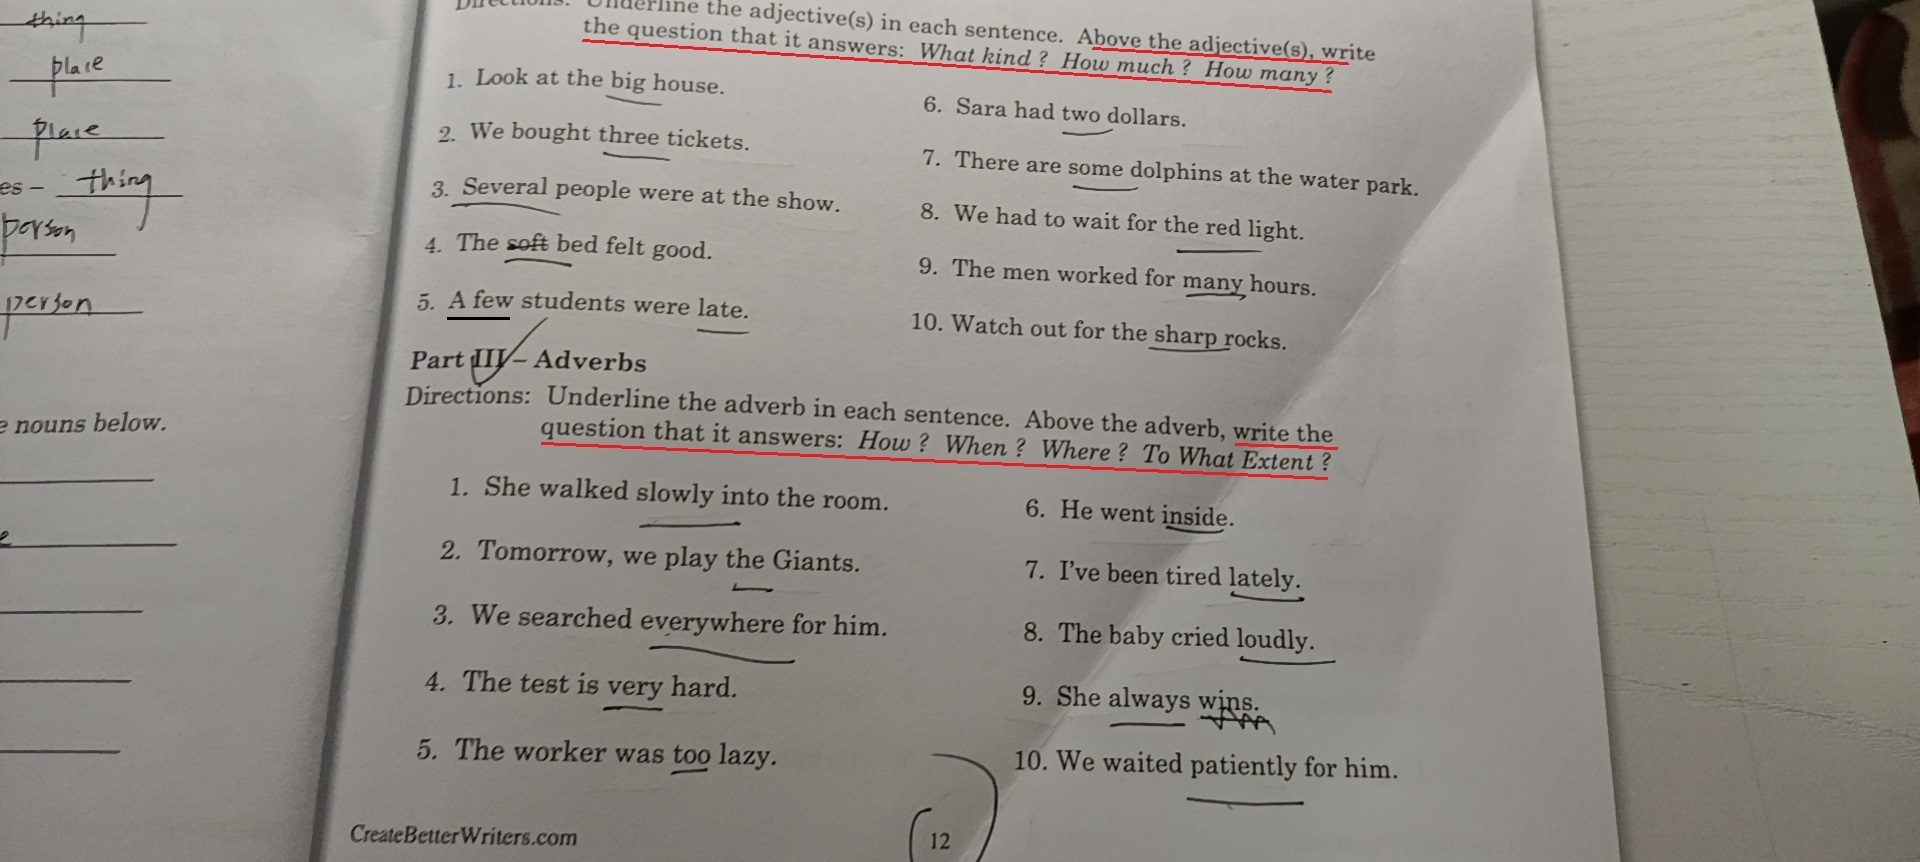 thing
place
place
es – thing
person
person
e nouns below.
Directions: Underline the adjective(s) in each sentence. Above the adjective(s), write
the question that it answers: What kind ? How much ? How many ?
1. Look at the big house.
2. We bought three tickets.
3. Several people were at the show.
4. The soft bed felt good.
5. A few students were late.
6. Sara had two dollars.
7. There are some dolphins at the water park.
8. We had to wait for the red light.
9. The men worked for many hours.
10. Watch out for the sharp rocks.
Part III – Adverbs
Directions: Underline the adverb in each sentence. Above the adverb, write the
question that it answers: How ? When ? Where ? To What Extent ?
1. She walked slowly into the room.
2. Tomorrow, we play the Giants.
3. We searched everywhere for him.
4. The test is very hard.
5. The worker was too lazy.
6. He went inside.
7. I've been tired lately.
8. The baby cried loudly.
9. She always wins.
10. We waited patiently for him.
CreateBetterWriters.com
12